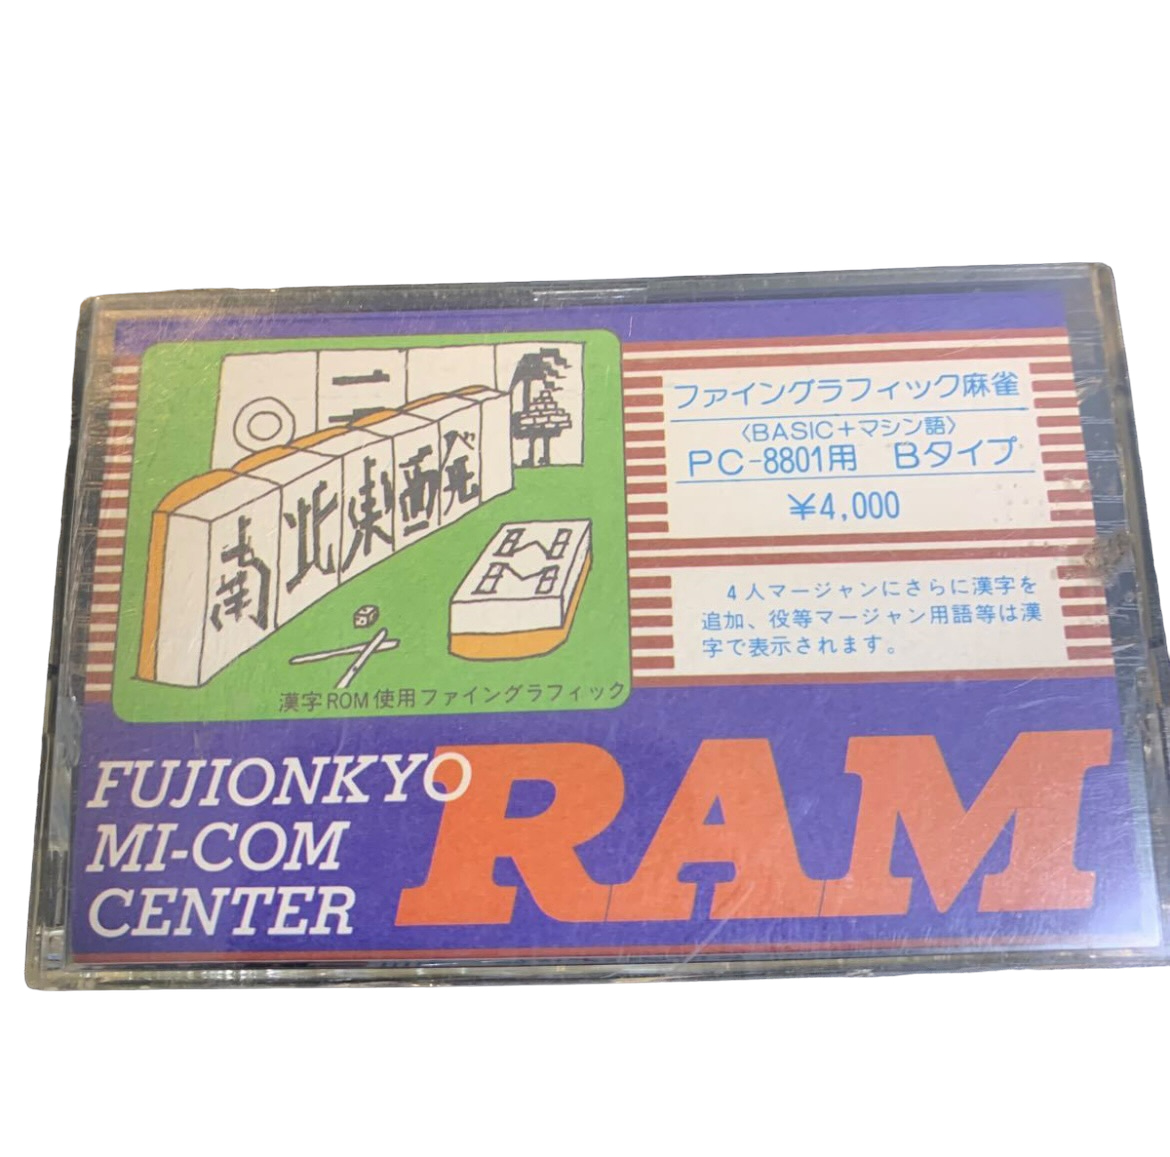 ファイングラフィック麻雀
〈BASIC+マシン語〉
PC-8801用 Bタイプ
¥4,000
4人マージャンにさらに漢字を
追加、役等マージャン用語等は漢
字で表示されます。
南
北
東
西
漢字ROM使用ファイングラフィック
FUJIONKYO
MI-COM
CENTER
RAM